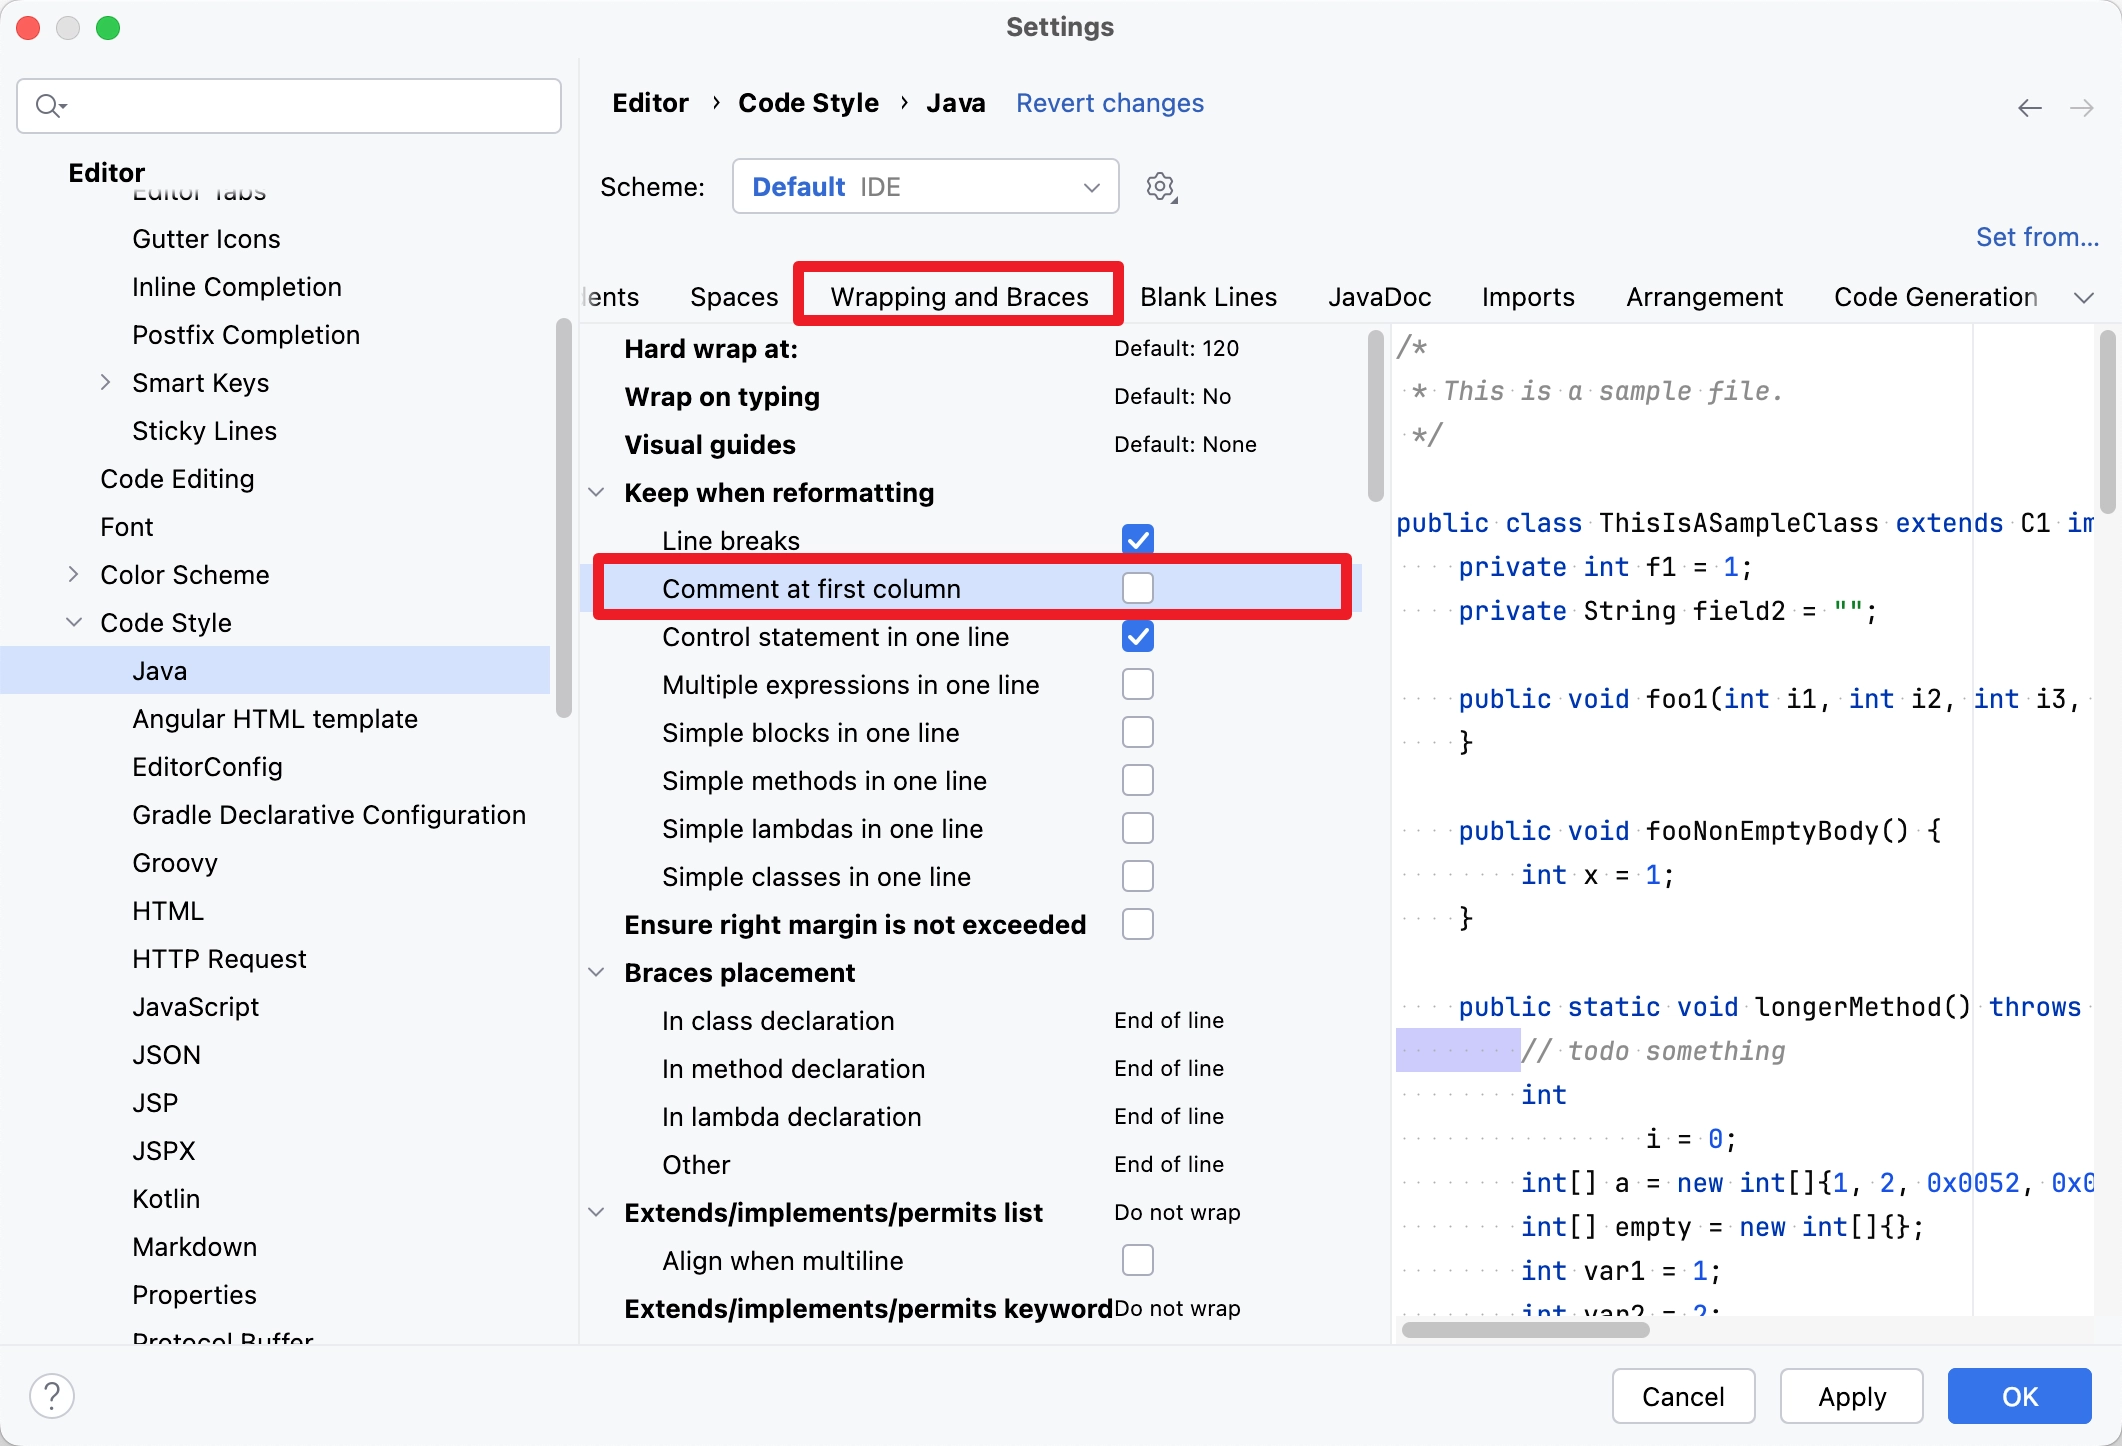 Settings
Editor › Code Style › Java Revert changes
Scheme: Default IDE
Set from...
Editor
Editor Tabs
Gutter Icons
Inline Completion
Postfix Completion
Smart Keys
Sticky Lines
Code Editing
Font
Color Scheme
Code Style
Java
Angular HTML template
EditorConfig
Gradle Declarative Configuration
Groovy
HTML
HTTP Request
JavaScript
JSON
JSP
JSPX
Kotlin
Markdown
Properties
Protocol Buffer
ents Spaces Wrapping and Braces Blank Lines JavaDoc Imports Arrangement Code Generation
Hard wrap at: Default: 120
Wrap on typing Default: No
Visual guides Default: None
Keep when reformatting
Line breaks
Comment at first column
Control statement in one line
Multiple expressions in one line
Simple blocks in one line
Simple methods in one line
Simple lambdas in one line
Simple classes in one line
Ensure right margin is not exceeded
Braces placement
In class declaration End of line
In method declaration End of line
In lambda declaration End of line
Other End of line
Extends/implements/permits list Do not wrap
Align when multiline
Extends/implements/permits keyword Do not wrap
/*
* This is a sample file.
*/
public class ThisIsASampleClass extends C1 im
private int f1 = 1;
private String field2 = "";
public void foo1(int i1, int i2, int i3,
}
public void fooNonEmptyBody() {
int x = 1;
}
public static void longerMethod() throws
// todo something
int
i = 0;
int[] a = new int[]{1, 2, 0x0052, 0x0
int[] empty = new int[]{};
int var1 = 1;
int var2 = 2;
?
Cancel Apply OK